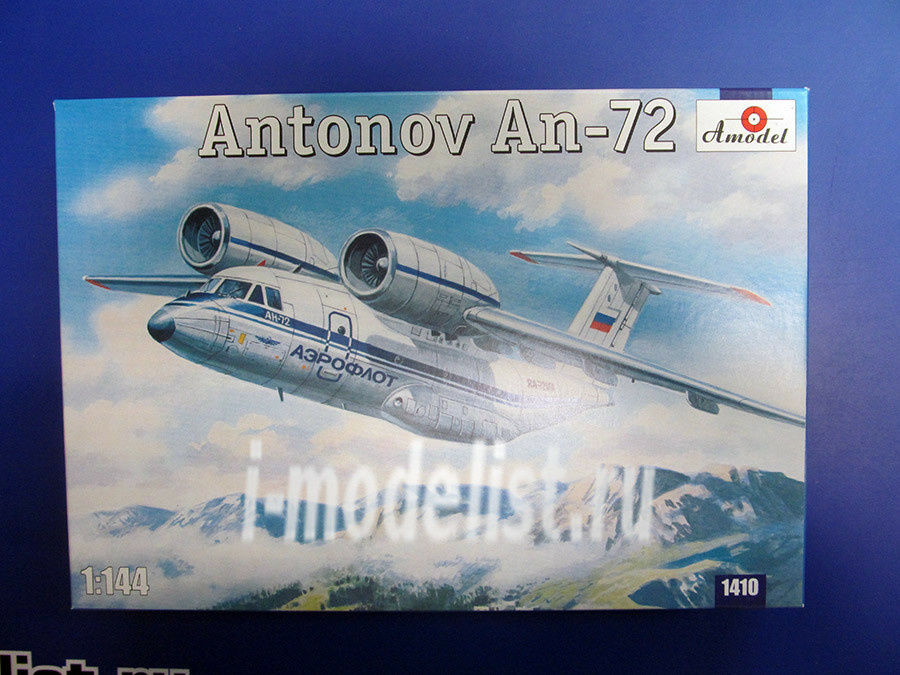 Antonov An-72
Amodel
АН-72
АЭРОФЛОТ
i-modelist.ru
1:144
1410